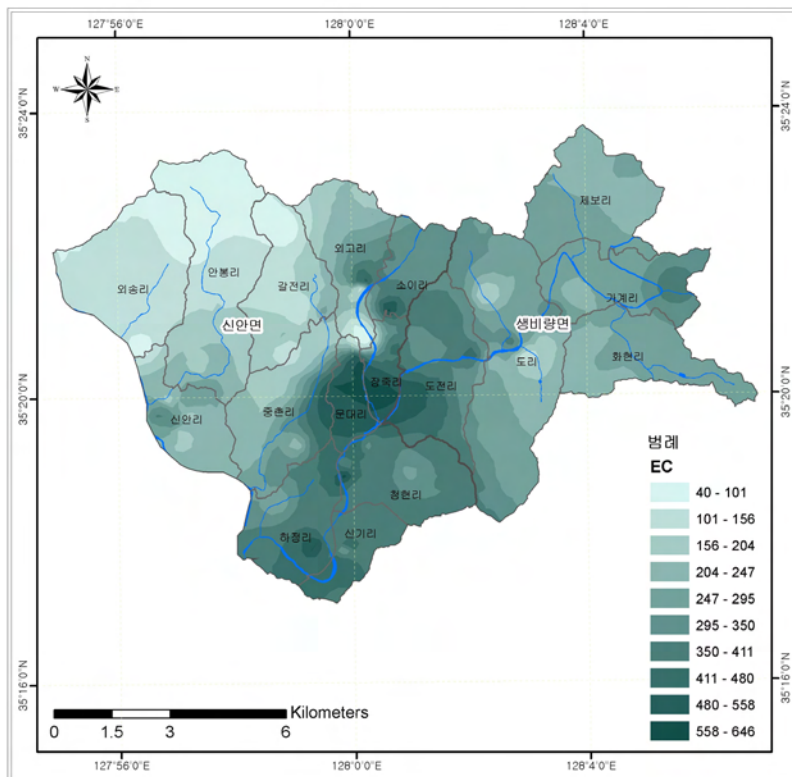 127°56'0"E 128°0'0"E 128°4'0"E
N
W E
S
35°24'0"N 35°24'0"N
제보리
외고리
안봉리
외송리 갈전리 소이리 가계리
신안면 생비량면
도리 화현리
강죽리 도전리
신안리 중촌리 문대리
청현리
하정리 신기리
35°20'0"N 35°20'0"N
범례
EC
40 - 101
101 - 156
156 - 204
204 - 247
247 - 295
295 - 350
350 - 411
411 - 480
480 - 558
558 - 646
35°16'0"N 35°16'0"N
Kilometers
0 1.5 3 6
127°56'0"E 128°0'0"E 128°4'0"E